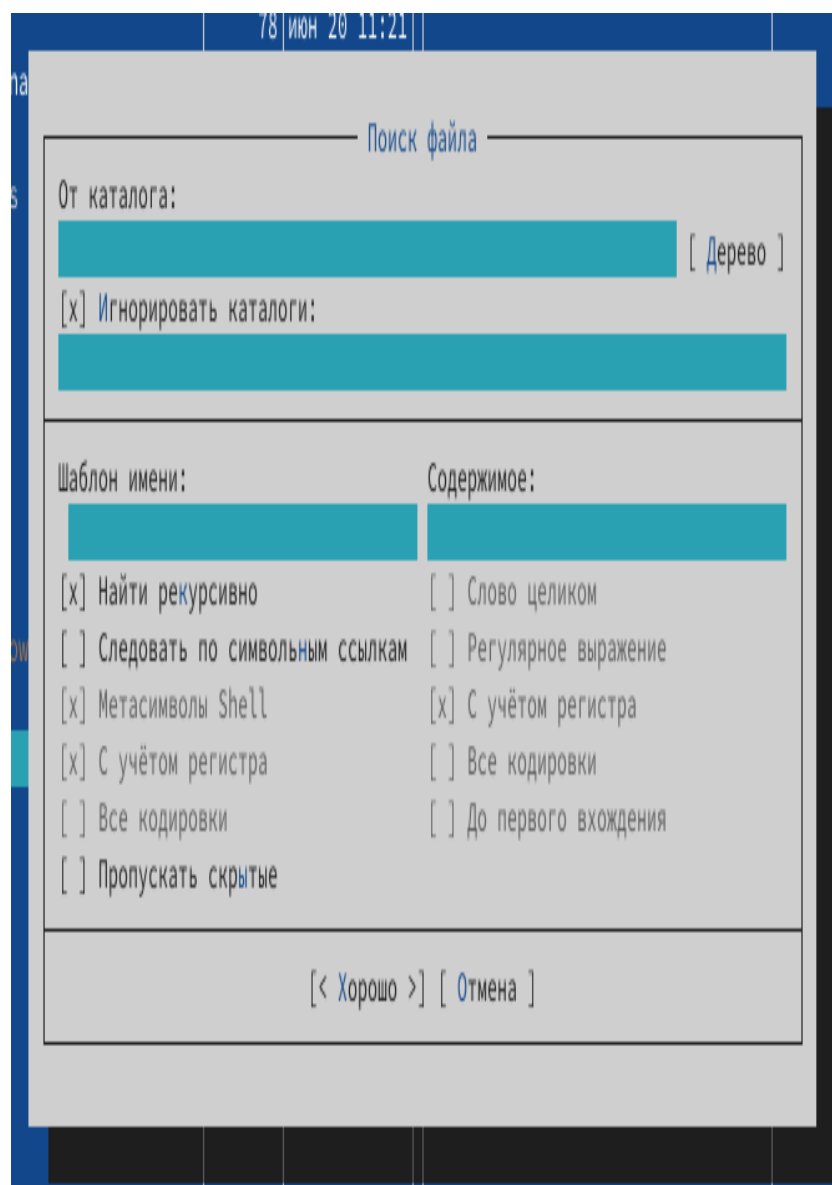 78 июн 20 11:21
na
Поиск файла
s
От каталога:
[ Дерево ]
[x] Игнорировать каталоги:
Шаблон имени: Содержимое:
[x] Найти рекурсивно [ ] Слово целиком
ow [ ] Следовать по символьным ссылкам [ ] Регулярное выражение
[x] Метасимволы Shell [x] С учётом регистра
[x] С учётом регистра [ ] Все кодировки
[ ] Все кодировки [ ] До первого вхождения
[ ] Пропускать скрытые
[< Хорошо >] [ Отмена ]